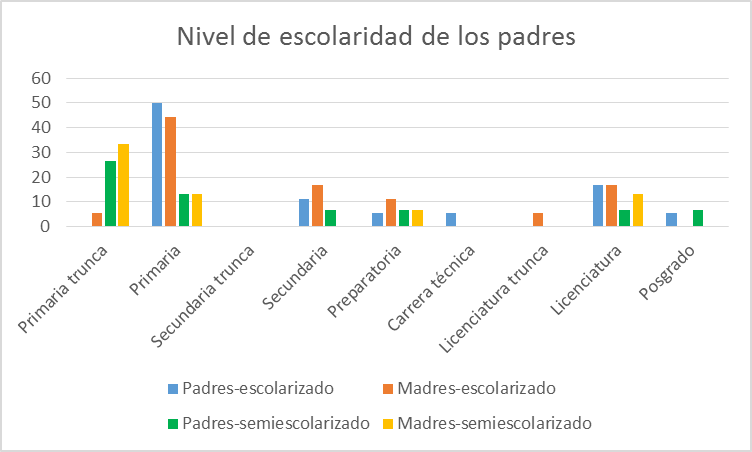 Nivel de escolaridad de los padres
60
50
40
30
20
10
0
Primaria trunca
Primaria
Secundaria trunca
Secundaria
Preparatoria
Carrera técnica
Licenciatura trunca
Licenciatura
Posgrado
Padres-escolarizado
Madres-escolarizado
Padres-semiescolarizado
Madres-semiescolarizado